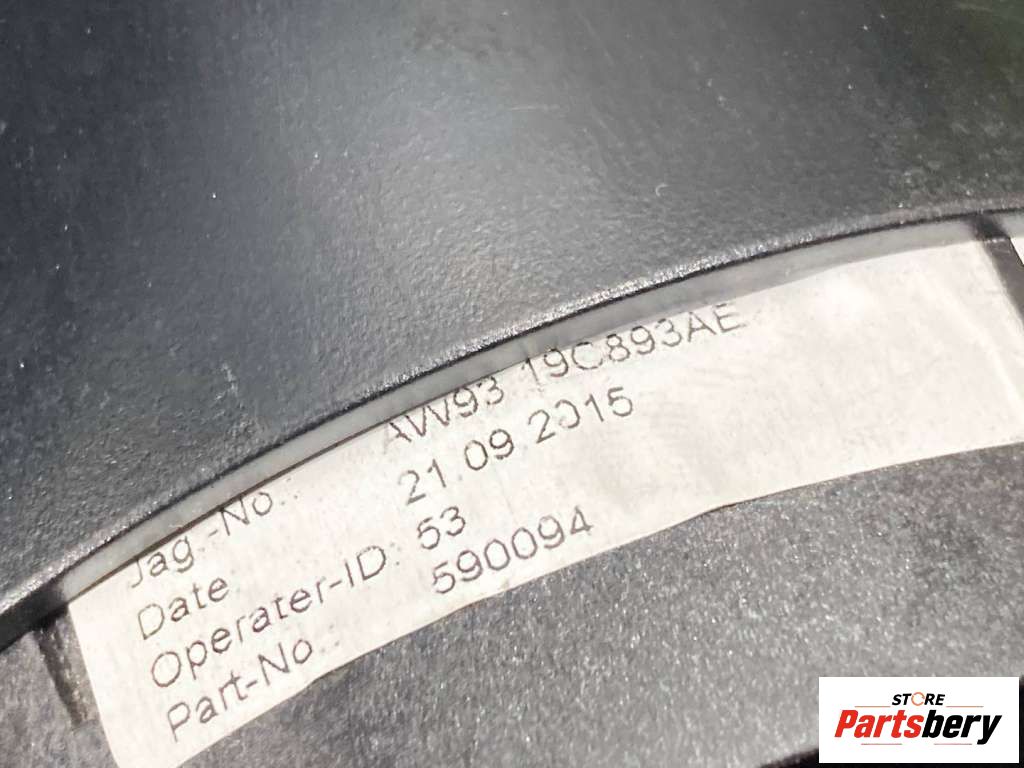 Jag.-No.: AW93 19C893AE
Date: 21.09.2015
Operater-ID: 53
Part-No.: 590094
STORE
Partsbery